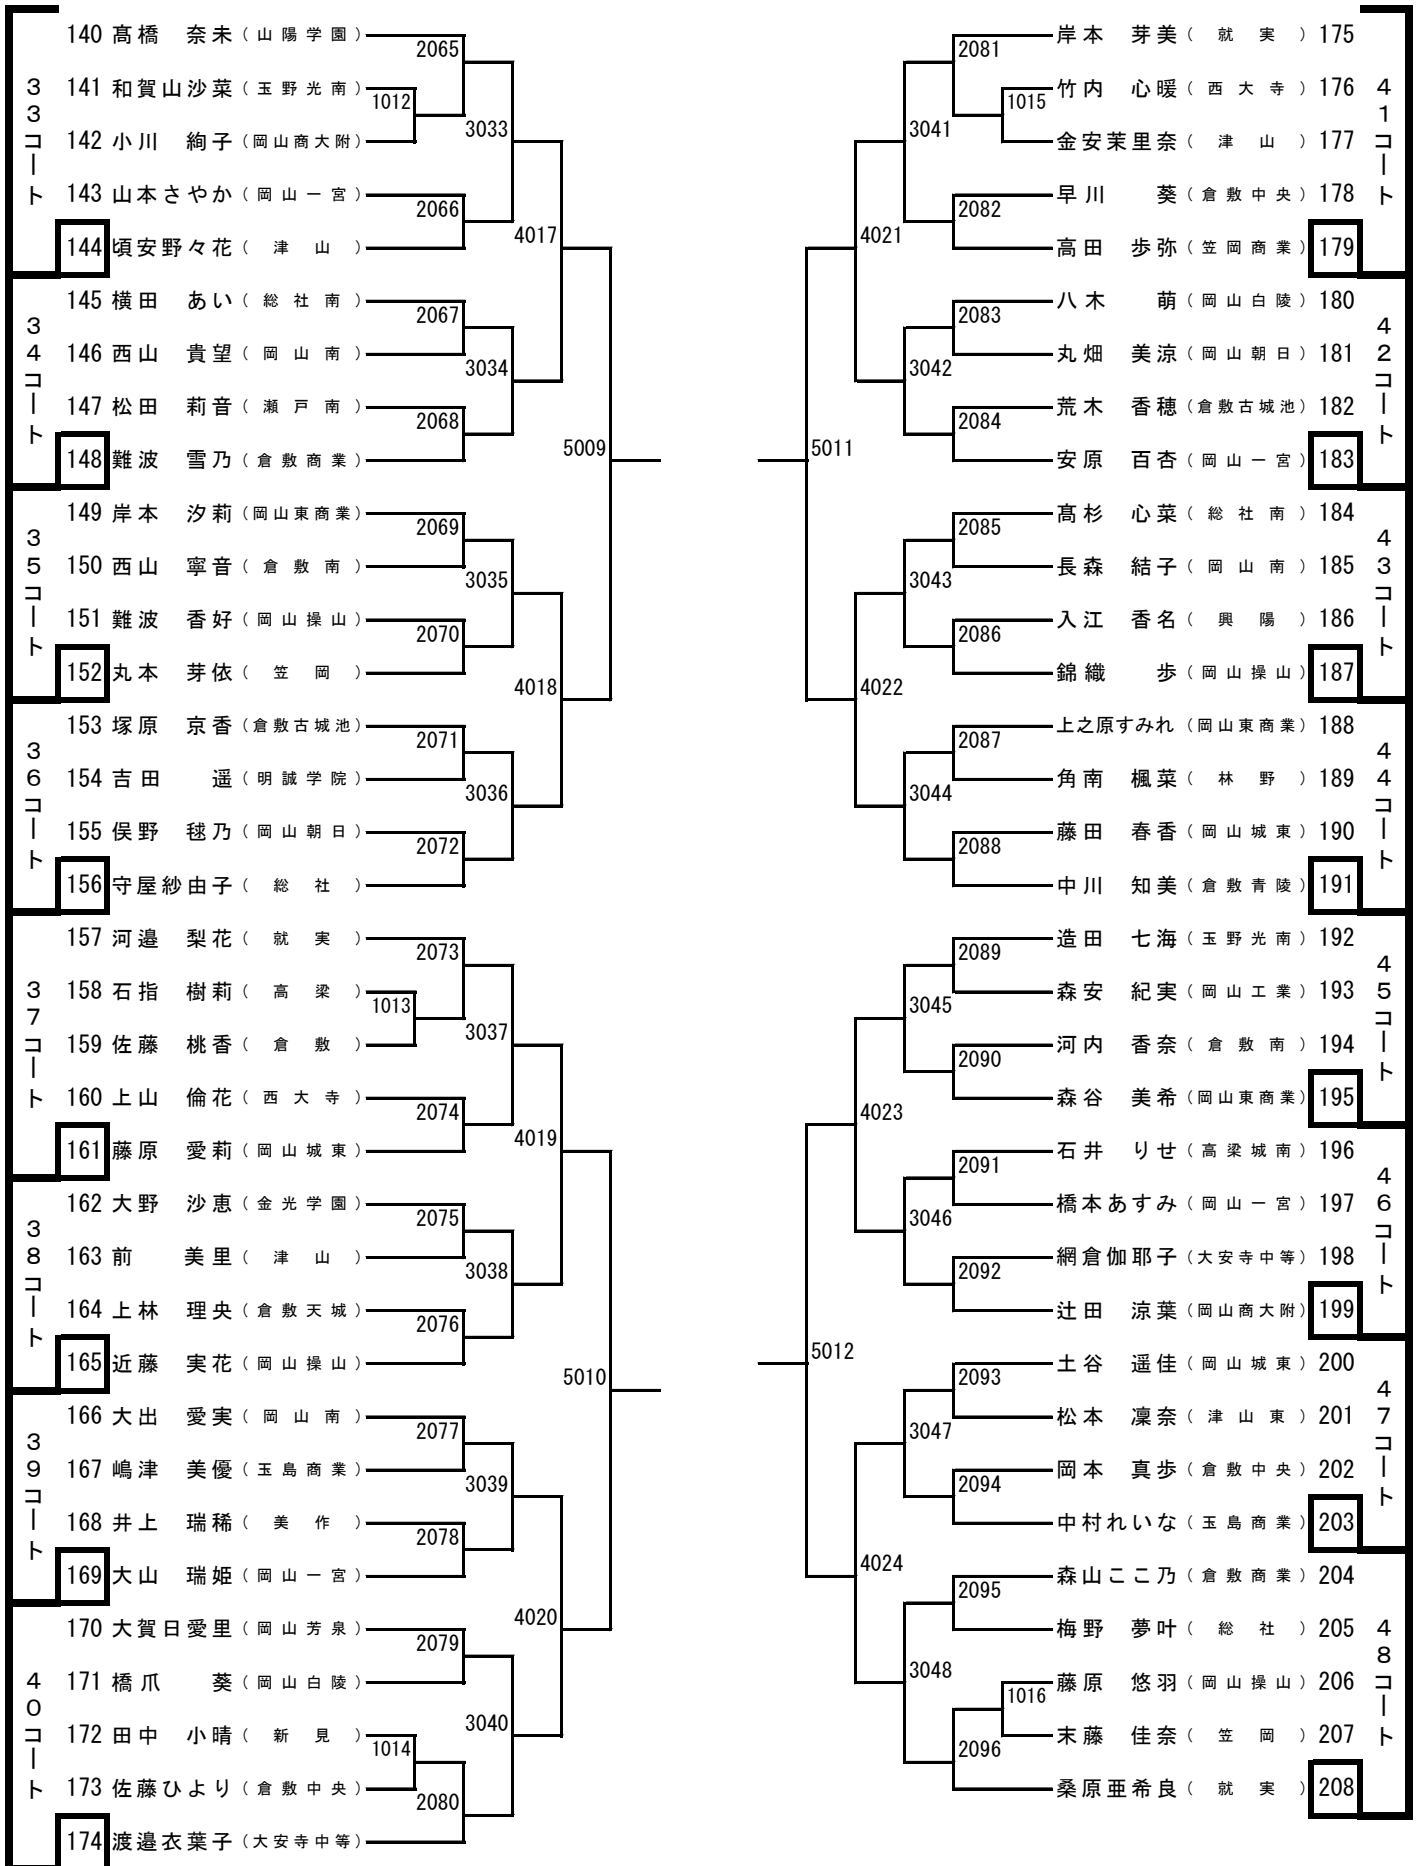 33コート
140 髙橋 奈未(山陽学園)
2065
141 和賀山沙菜(玉野光南)
1012
3033
142 小川 絢子(岡山商大附)
143 山本さやか(岡山一宮)
2066
4017
144 頃安野々花(津山)
34コート
145 横田 あい(総社南)
2067
146 西山 貴望(岡山南)
3034
147 松田 莉音(瀬戸南)
2068
5009
148 難波 雪乃(倉敷商業)
35コート
149 岸本 汐莉(岡山東商業)
2069
150 西山 寧音(倉敷南)
3035
151 難波 香好(岡山操山)
2070
152 丸本 芽依(笠岡)
4018
36コート
153 塚原 京香(倉敷古城池)
2071
154 吉田 遥(明誠学院)
3036
155 俣野 毬乃(岡山朝日)
2072
156 守屋紗由子(総社)
37コート
157 河邉 梨花(就実)
2073
158 石指 樹莉(高梁)
1013
3037
159 佐藤 桃香(倉敷)
160 上山 倫花(西大寺)
2074
4019
161 藤原 愛莉(岡山城東)
38コート
162 大野 沙恵(金光学園)
2075
163 前 美里(津山)
3038
164 上林 理央(倉敷天城)
2076
165 近藤 実花(岡山操山)
5010
39コート
166 大出 愛実(岡山南)
2077
167 嶋津 美優(玉島商業)
3039
168 井上 瑞稀(美作)
2078
169 大山 瑞姫(岡山一宮)
4020
40コート
170 大賀日愛里(岡山芳泉)
2079
171 橋爪 葵(岡山白陵)
3040
172 田中 小晴(新見)
1014
173 佐藤ひより(倉敷中央)
2080
174 渡邉衣葉子(大安寺中等)
41コート
岸本 芽美(就実) 175
2081
竹内 心暖(西大寺) 176
1015
3041
金安茉里奈(津山) 177
早川 葵(倉敷中央) 178
2082
4021
高田 歩弥(笠岡商業) 179
42コート
八木 萌(岡山白陵) 180
2083
丸畑 美涼(岡山朝日) 181
3042
荒木 香穂(倉敷古城池) 182
2084
5011
安原 百杏(岡山一宮) 183
43コート
髙杉 心菜(総社南) 184
2085
長森 結子(岡山南) 185
3043
入江 香名(興陽) 186
2086
錦織 歩(岡山操山) 187
4022
44コート
上之原すみれ(岡山東商業) 188
2087
角南 楓菜(林野) 189
3044
藤田 春香(岡山城東) 190
2088
中川 知美(倉敷青陵) 191
45コート
造田 七海(玉野光南) 192
2089
森安 紀実(岡山工業) 193
3045
河内 香奈(倉敷南) 194
2090
森谷 美希(岡山東商業) 195
4023
46コート
石井 りせ(高梁城南) 196
2091
橋本あすみ(岡山一宮) 197
3046
網倉伽耶子(大安寺中等) 198
2092
辻田 涼葉(岡山商大附) 199
5012
47コート
土谷 遥佳(岡山城東) 200
2093
松本 凜奈(津山東) 201
3047
岡本 真歩(倉敷中央) 202
2094
中村れいな(玉島商業) 203
4024
48コート
森山ここ乃(倉敷商業) 204
2095
梅野 夢叶(総社) 205
3048
藤原 悠羽(岡山操山) 206
1016
末藤 佳奈(笠岡) 207
2096
桑原亜希良(就実) 208